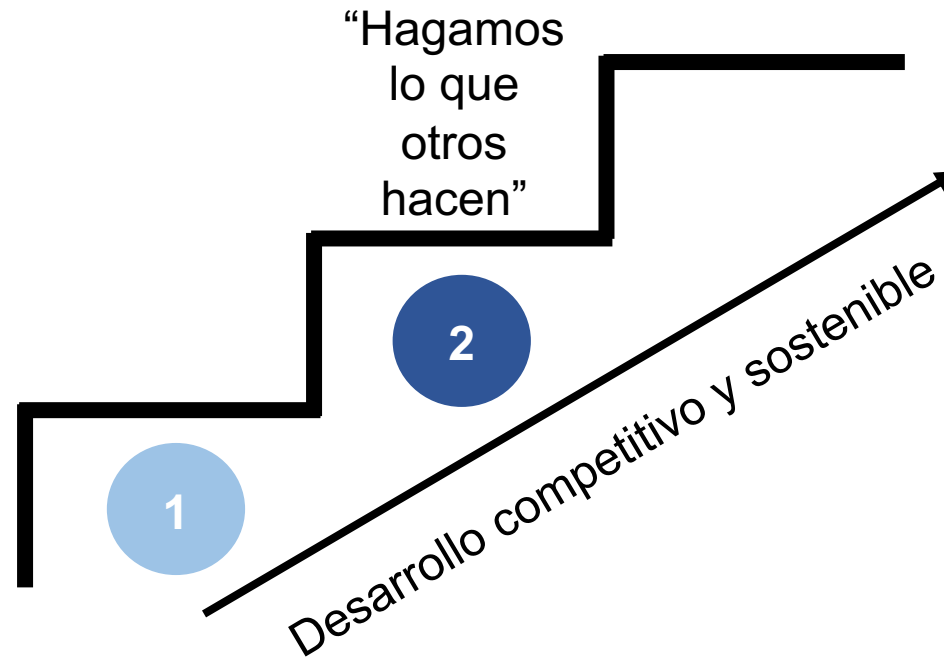 “Hagamos
lo que
otros
hacen”
2
1
Desarrollo competitivo y sostenible